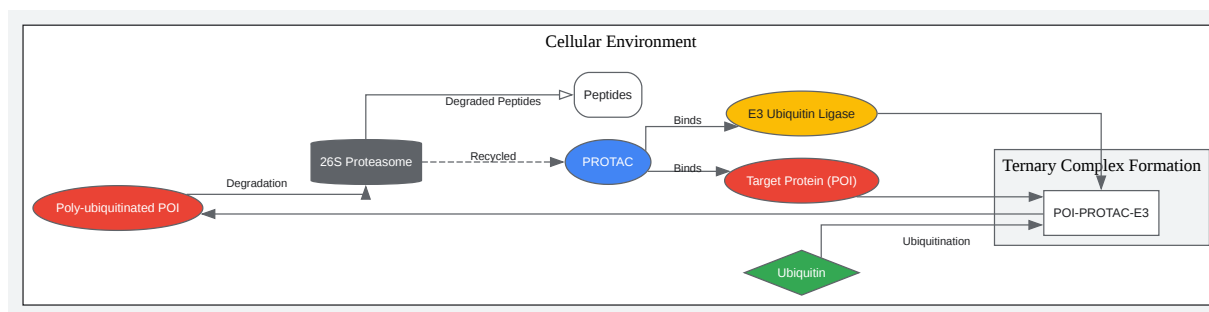 Cellular Environment
Peptides
Degraded Peptides
E3 Ubiquitin Ligase
Binds
26S Proteasome
Recycled
PROTAC
Ternary Complex Formation
Binds
Target Protein (POI)
Degradation
Poly-ubiquitinated POI
POI-PROTAC-E3
Ubiquitination
Ubiquitin